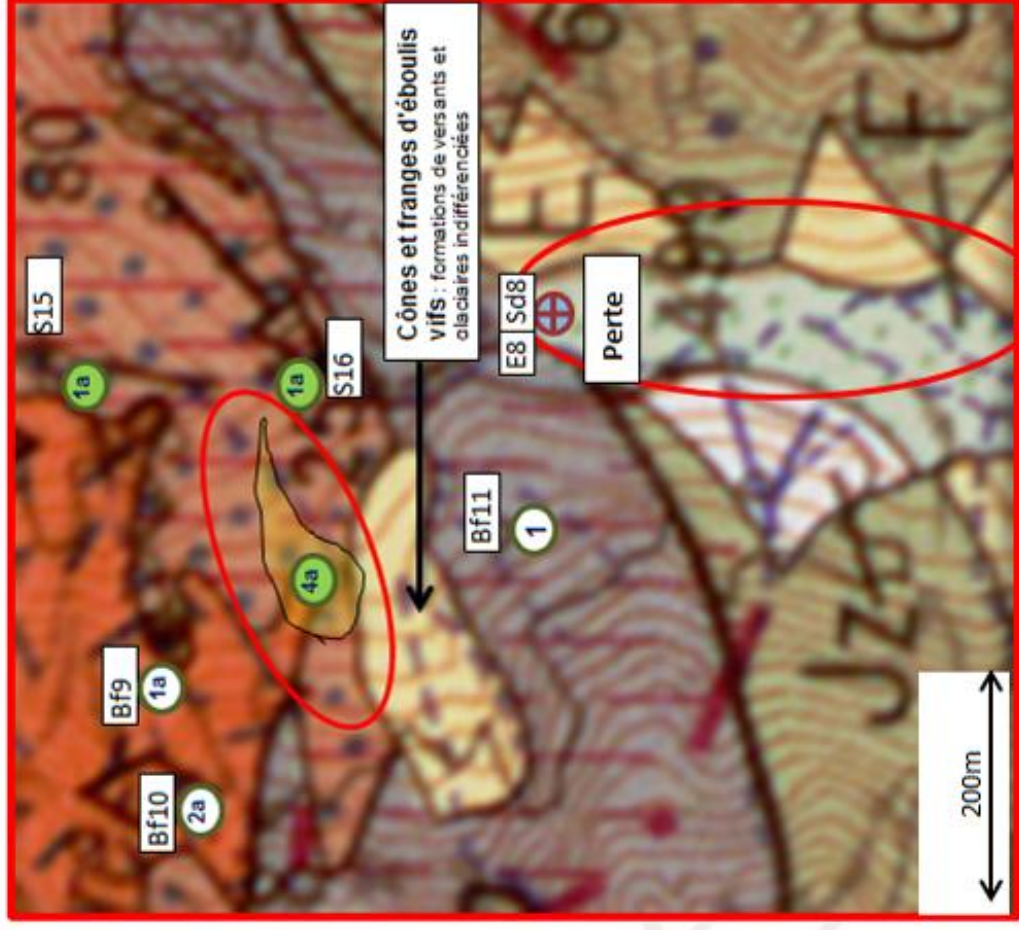 S15
80
1a
Bf9
1a
Bf10
2a
1a
4a
S16
Cônes et franges d'éboulis
vifs : formations de versants et
glaciaires indifférenciées
Bf11
1
E8
Sd8
E
Perte
200m